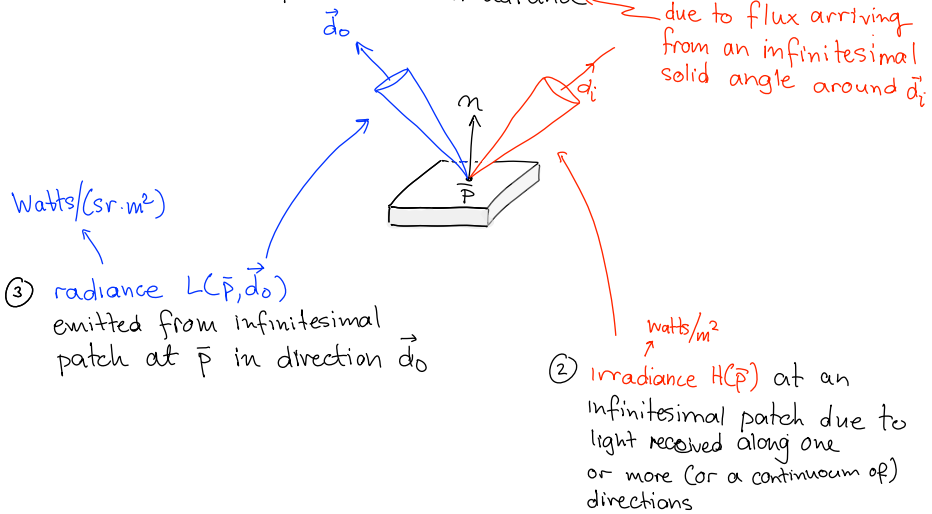 due to flux arriving
from an infinitesimal
solid angle around d⃗i
d⃗o
di
n
p̄
Watts/(sr·m²)
③ radiance L(p̄,d⃗o)
emitted from infinitesimal
patch at p̄ in direction d⃗o
watts/m²
② irradiance H(p̄) at an
infinitesimal patch due to
light received along one
or more (or a continuoum of)
directions